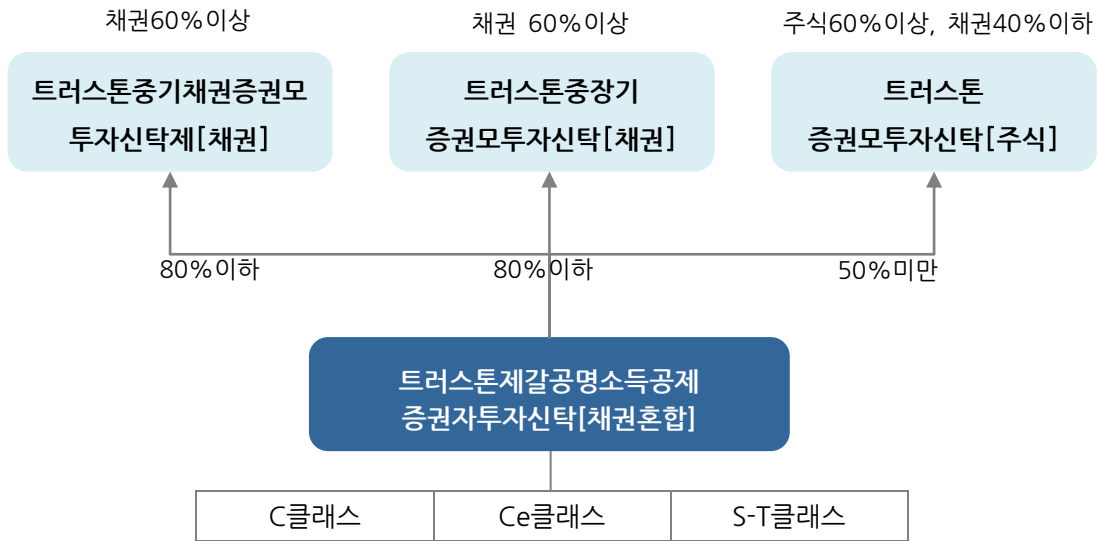 채권60%이상
채권 60%이상
주식60%이상, 채권40%이하
트러스톤중기채권증권모
투자신탁제[채권]
트러스톤중장기
증권모투자신탁[채권]
트러스톤
증권모투자신탁[주식]
80%이하
80%이하
50%미만
트러스톤제갈공명소득공제
증권자투자신탁[채권혼합]
C클래스
Ce클래스
S-T클래스